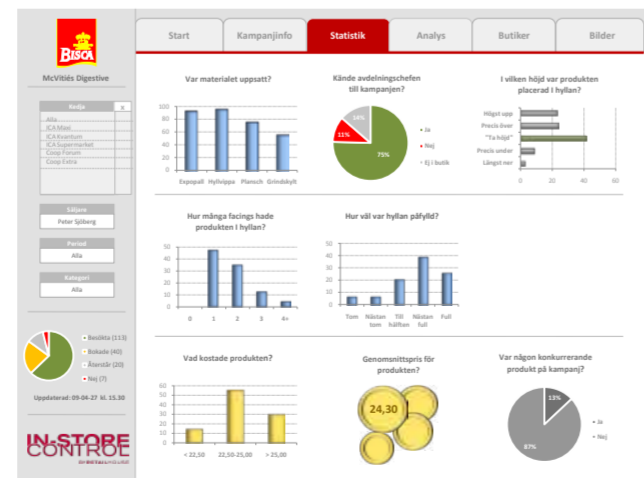 BISCA
McVitiés Digestive
Kedja
x
Alla
ICA Maxi
ICA Kvantum
ICA Supermarket
Coop Forum
Coop Extra
Säljare
Peter Sjöberg
Period
Alla
Kategori
Alla
Besökta (113)
Bokade (40)
Återstår (20)
Nej (7)
Uppdaterad: 09-04-27 kl. 15.30
IN-STORE
CONTROL
Start
Kampanjinfo
Statistik
Analys
Butiker
Bilder
Var materialet uppsatt?
100
80
60
40
20
0
Expopall Hyllvippa Plansch Grindskylt
Kände avdelningschefen
till kampanjen?
14%
11%
75%
Ja
Nej
Ej i butik
I vilken höjd var produkten
placerad I hyllan?
Högst upp
Precis över
"Ta höjd"
Precis under
Längst ner
0 20 40 60
Hur många facings hade
produkten I hyllan?
50
40
30
20
10
0
0 1 2 3 4+
Hur väl var hyllan påfylld?
50
40
30
20
10
0
Tom Nästan Till Nästan Full
tom hälften full
Vad kostade produkten?
60
50
40
30
20
10
0
< 22,50 22,50-25,00 > 25,00
Genomsnittspris för
produkten?
24,30
Var någon konkurrerande
produkt på kampanj?
13%
87%
Ja
Nej